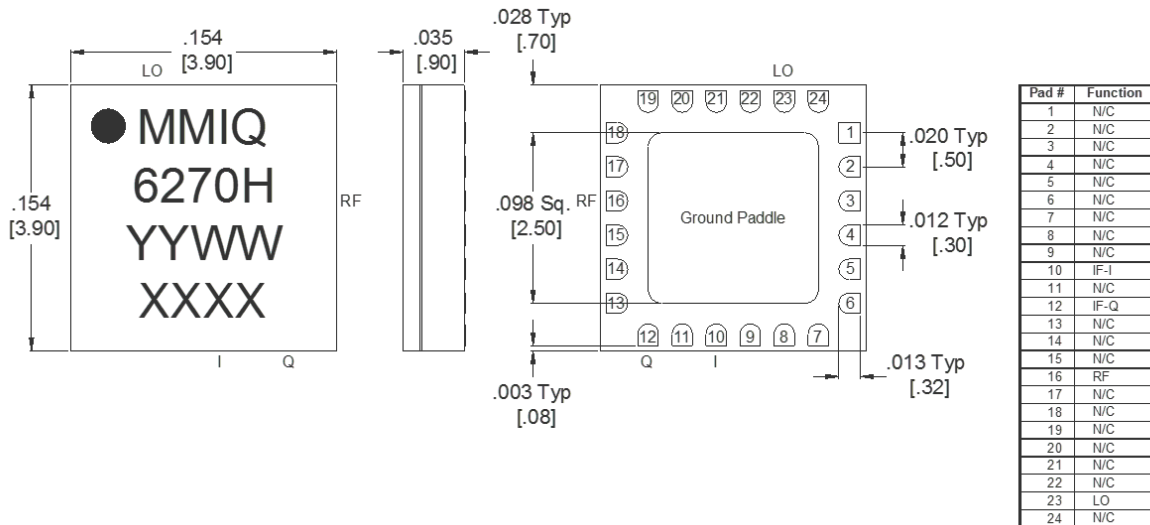 .154
[3.90]
LO
MMIQ
6270H
YYWW
XXXX
.154
[3.90]
RF
I Q
.035
[.90]
.028 Typ
[.70]
LO
19 20 21 22 23 24
18
17
16
15
14
13
1
2
3
4
5
6
12 11 10 9 8 7
Ground Paddle
.098 Sq.
[2.50]
RF
Q I
.003 Typ
[.08]
.020 Typ
[.50]
.012 Typ
[.30]
.013 Typ
[.32]
Pad # Function
1 N/C
2 N/C
3 N/C
4 N/C
5 N/C
6 N/C
7 N/C
8 N/C
9 N/C
10 IF-I
11 N/C
12 IF-Q
13 N/C
14 N/C
15 N/C
16 RF
17 N/C
18 N/C
19 N/C
20 N/C
21 N/C
22 N/C
23 LO
24 N/C